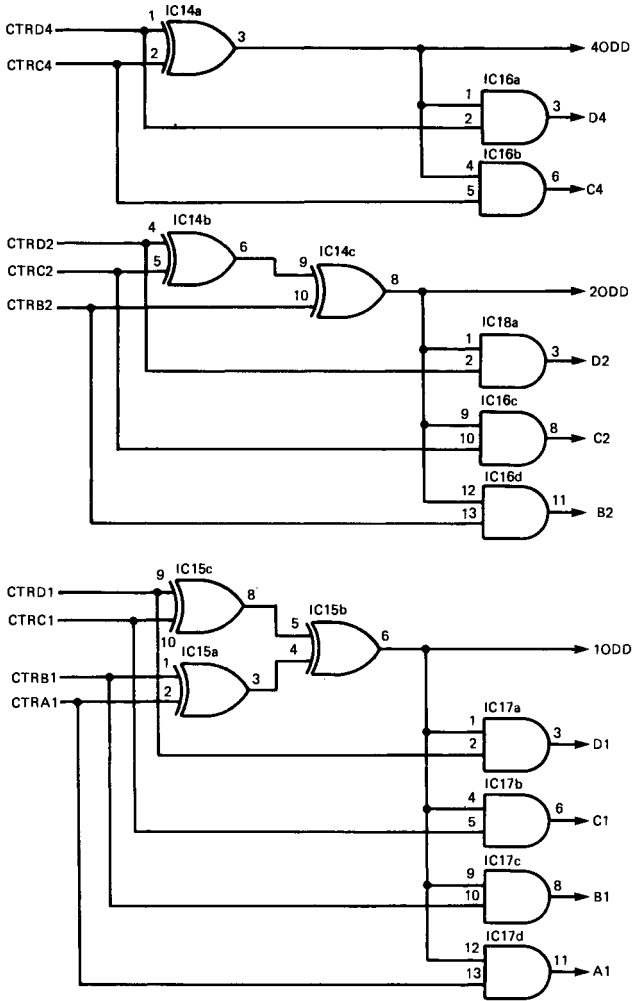 IC14a
CTRD4 1 3 4ODD
CTRC4 2
IC16a
1 3 D4
2
IC16b
4 6 C4
5
IC14b
CTRD2 4 6
CTRC2 5
IC14c
9 8 2ODD
CTRB2 10
IC18a
1 3 D2
2
IC16c
9 8 C2
10
IC16d
12 11 B2
13
IC15c
CTRD1 9 8
CTRC1 10
IC15b
5 6 1ODD
4
IC15a
CTRB1 1 3
CTRA1 2
IC17a
1 3 D1
2
IC17b
4 6 C1
5
IC17c
9 8 B1
10
IC17d
12 11 A1
13